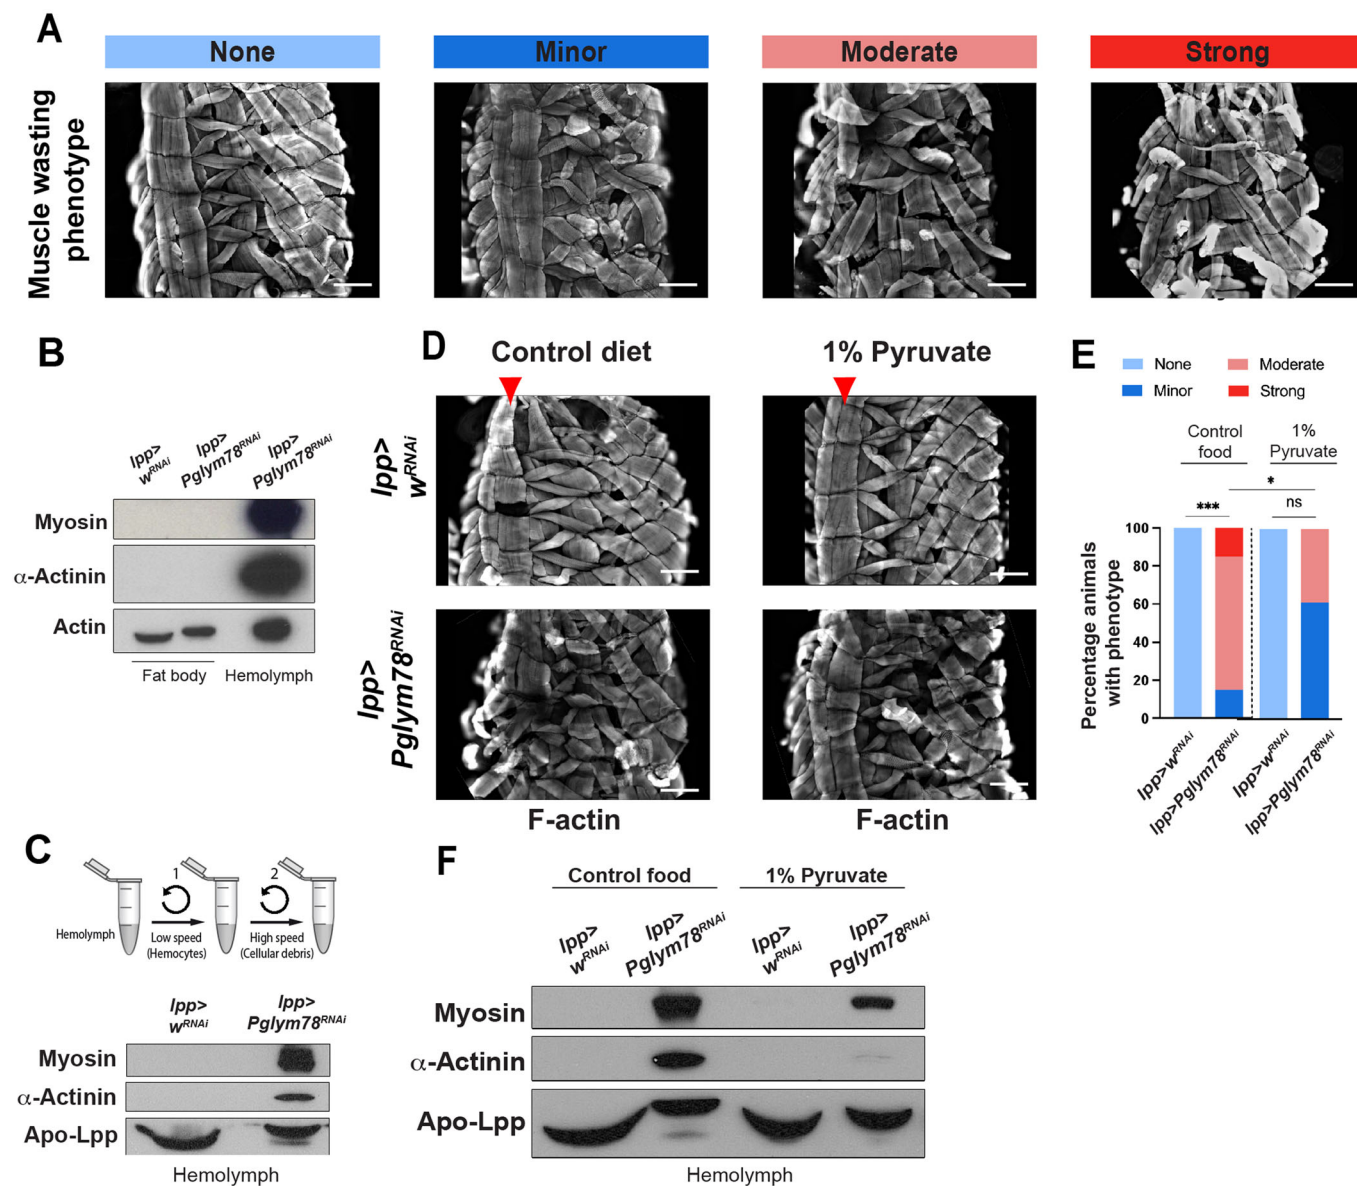 A
None
Minor
Moderate
Strong
Muscle wasting
phenotype
B
lpp>
wRNAi
lpp>
Pglym78RNAi
lpp>
Pglym78RNAi
Myosin
α-Actinin
Actin
Fat body
Hemolymph
C
Hemolymph
1
Low speed
(Hemocytes)
2
High speed
(Cellular debris)
lpp>
wRNAi
lpp>
Pglym78RNAi
Myosin
α-Actinin
Apo-Lpp
Hemolymph
D
Control diet
1% Pyruvate
lpp>
wRNAi
lpp>
Pglym78RNAi
F-actin
F-actin
E
None
Moderate
Minor
Strong
Control
food
1%
Pyruvate
*
***
ns
Percentage animals
with phenotype
100
80
60
40
20
0
lpp>wRNAi
lpp>Pglym78RNAi
lpp>wRNAi
lpp>Pglym78RNAi
F
Control food
1% Pyruvate
lpp>
wRNAi
lpp>
Pglym78RNAi
lpp>
wRNAi
lpp>
Pglym78RNAi
Myosin
α-Actinin
Apo-Lpp
Hemolymph